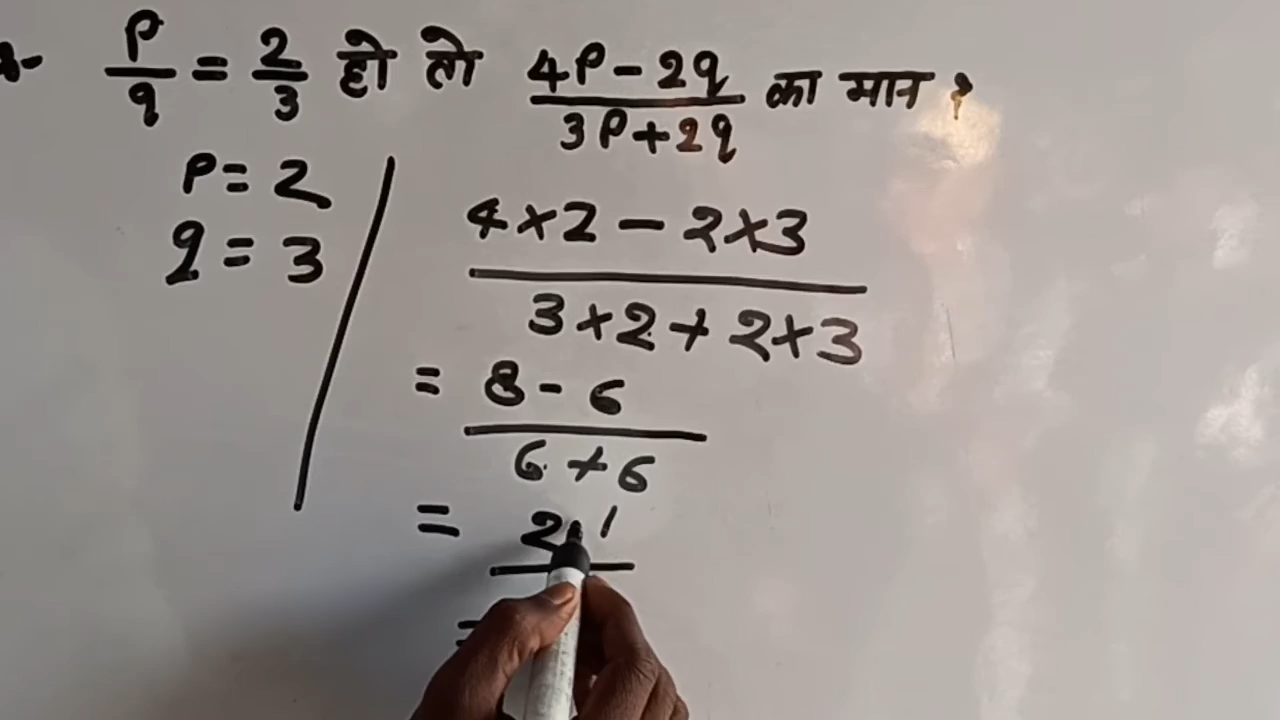 p/q = 2/3 हो तो (4p - 2q)/(3p + 2q) का मान ?
p = 2
q = 3
(4 × 2 - 2 × 3)/(3 × 2 + 2 × 3)
= (8 - 6)/(6 + 6)
= 2 1
=